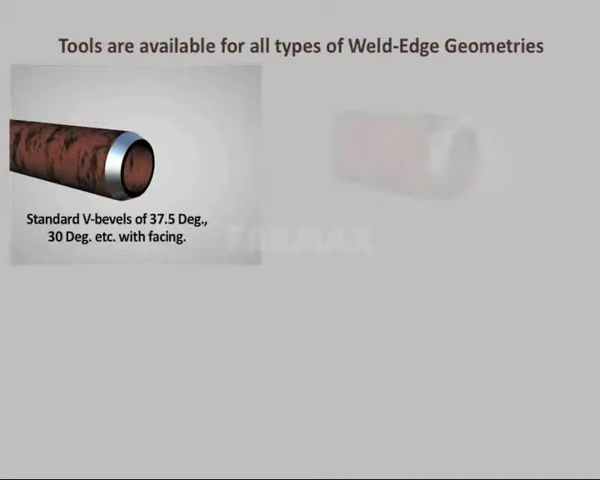 Tools are available for all types of Weld-Edge Geometries
Standard V-bevels of 37.5 Deg.,
30 Deg. etc. with facing.
FABMAX